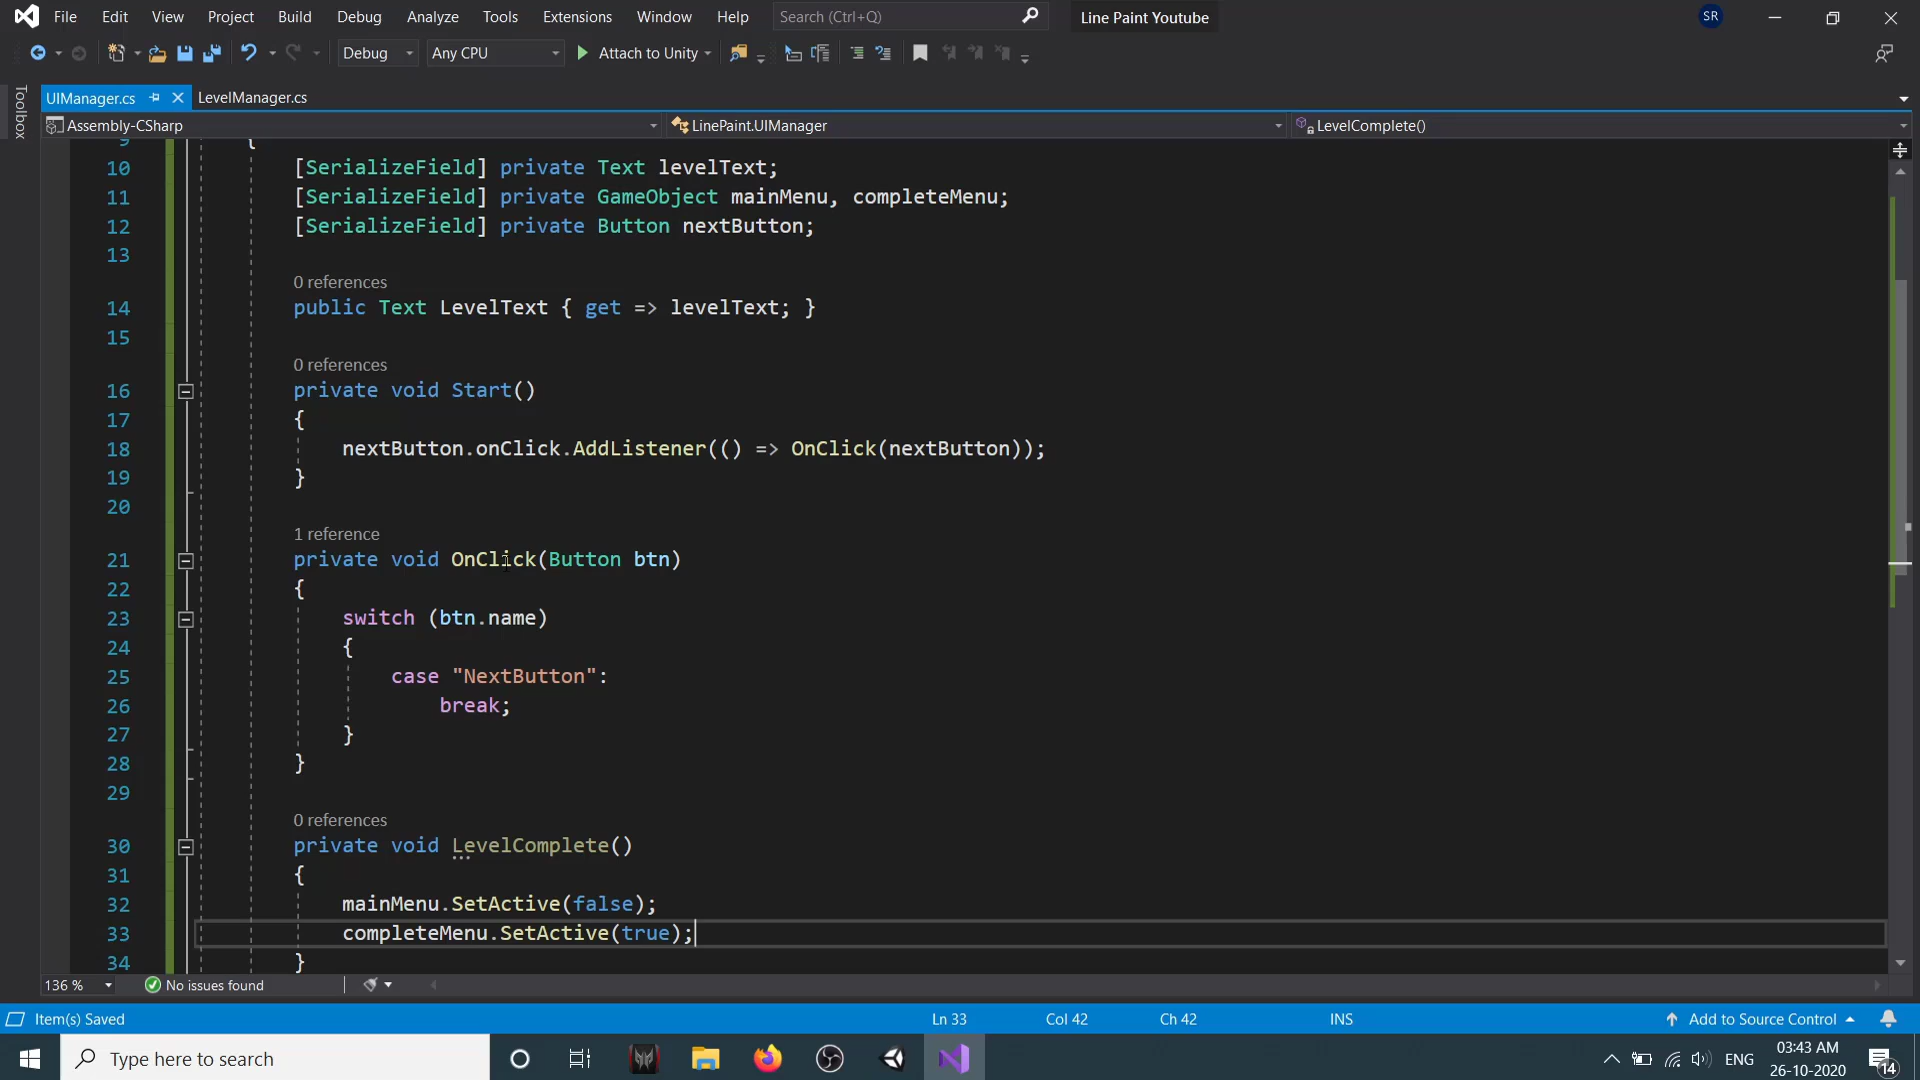 File Edit View Project Build Debug Analyze Tools Extensions Window Help Search (Ctrl+Q) Line Paint Youtube SR
Debug Any CPU Attach to Unity
Toolbox
UIManager.cs LevelManager.cs
Assembly-CSharp LinePaint.UIManager LevelComplete()
9 {
10 [SerializeField] private Text levelText;
11 [SerializeField] private GameObject mainMenu, completeMenu;
12 [SerializeField] private Button nextButton;
13
0 references
14 public Text LevelText { get => levelText; }
15
0 references
16 private void Start()
17 {
18 nextButton.onClick.AddListener(() => OnClick(nextButton));
19 }
20
1 reference
21 private void OnClick(Button btn)
22 {
23 switch (btn.name)
24 {
25 case "NextButton":
26 break;
27 }
28 }
29
0 references
30 private void LevelComplete()
31 {
32 mainMenu.SetActive(false);
33 completeMenu.SetActive(true);
34 }
136 % No issues found
Item(s) Saved Ln 33 Col 42 Ch 42 INS Add to Source Control
Type here to search ENG 03:43 AM
26-10-2020 14